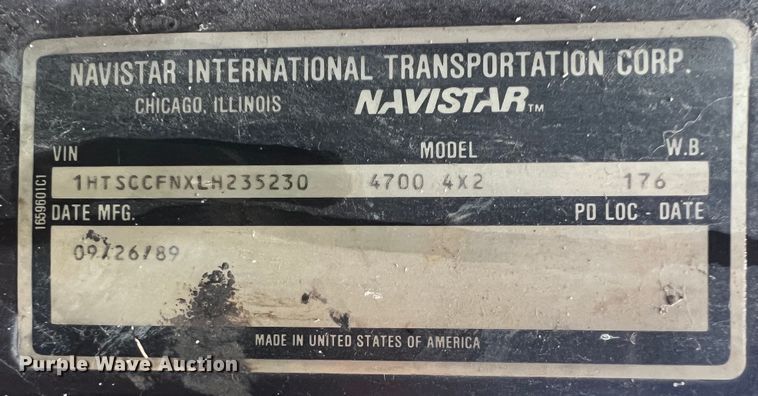 NAVISTAR INTERNATIONAL TRANSPORTATION CORP.
CHICAGO, ILLINOIS NAVISTAR™
VIN MODEL W.B.
1HTSCCFNXLH235230 4700 4X2 176
DATE MFG. PD LOC - DATE
09/26/89
MADE IN UNITED STATES OF AMERICA
1659601C1
Purple Wave Auction